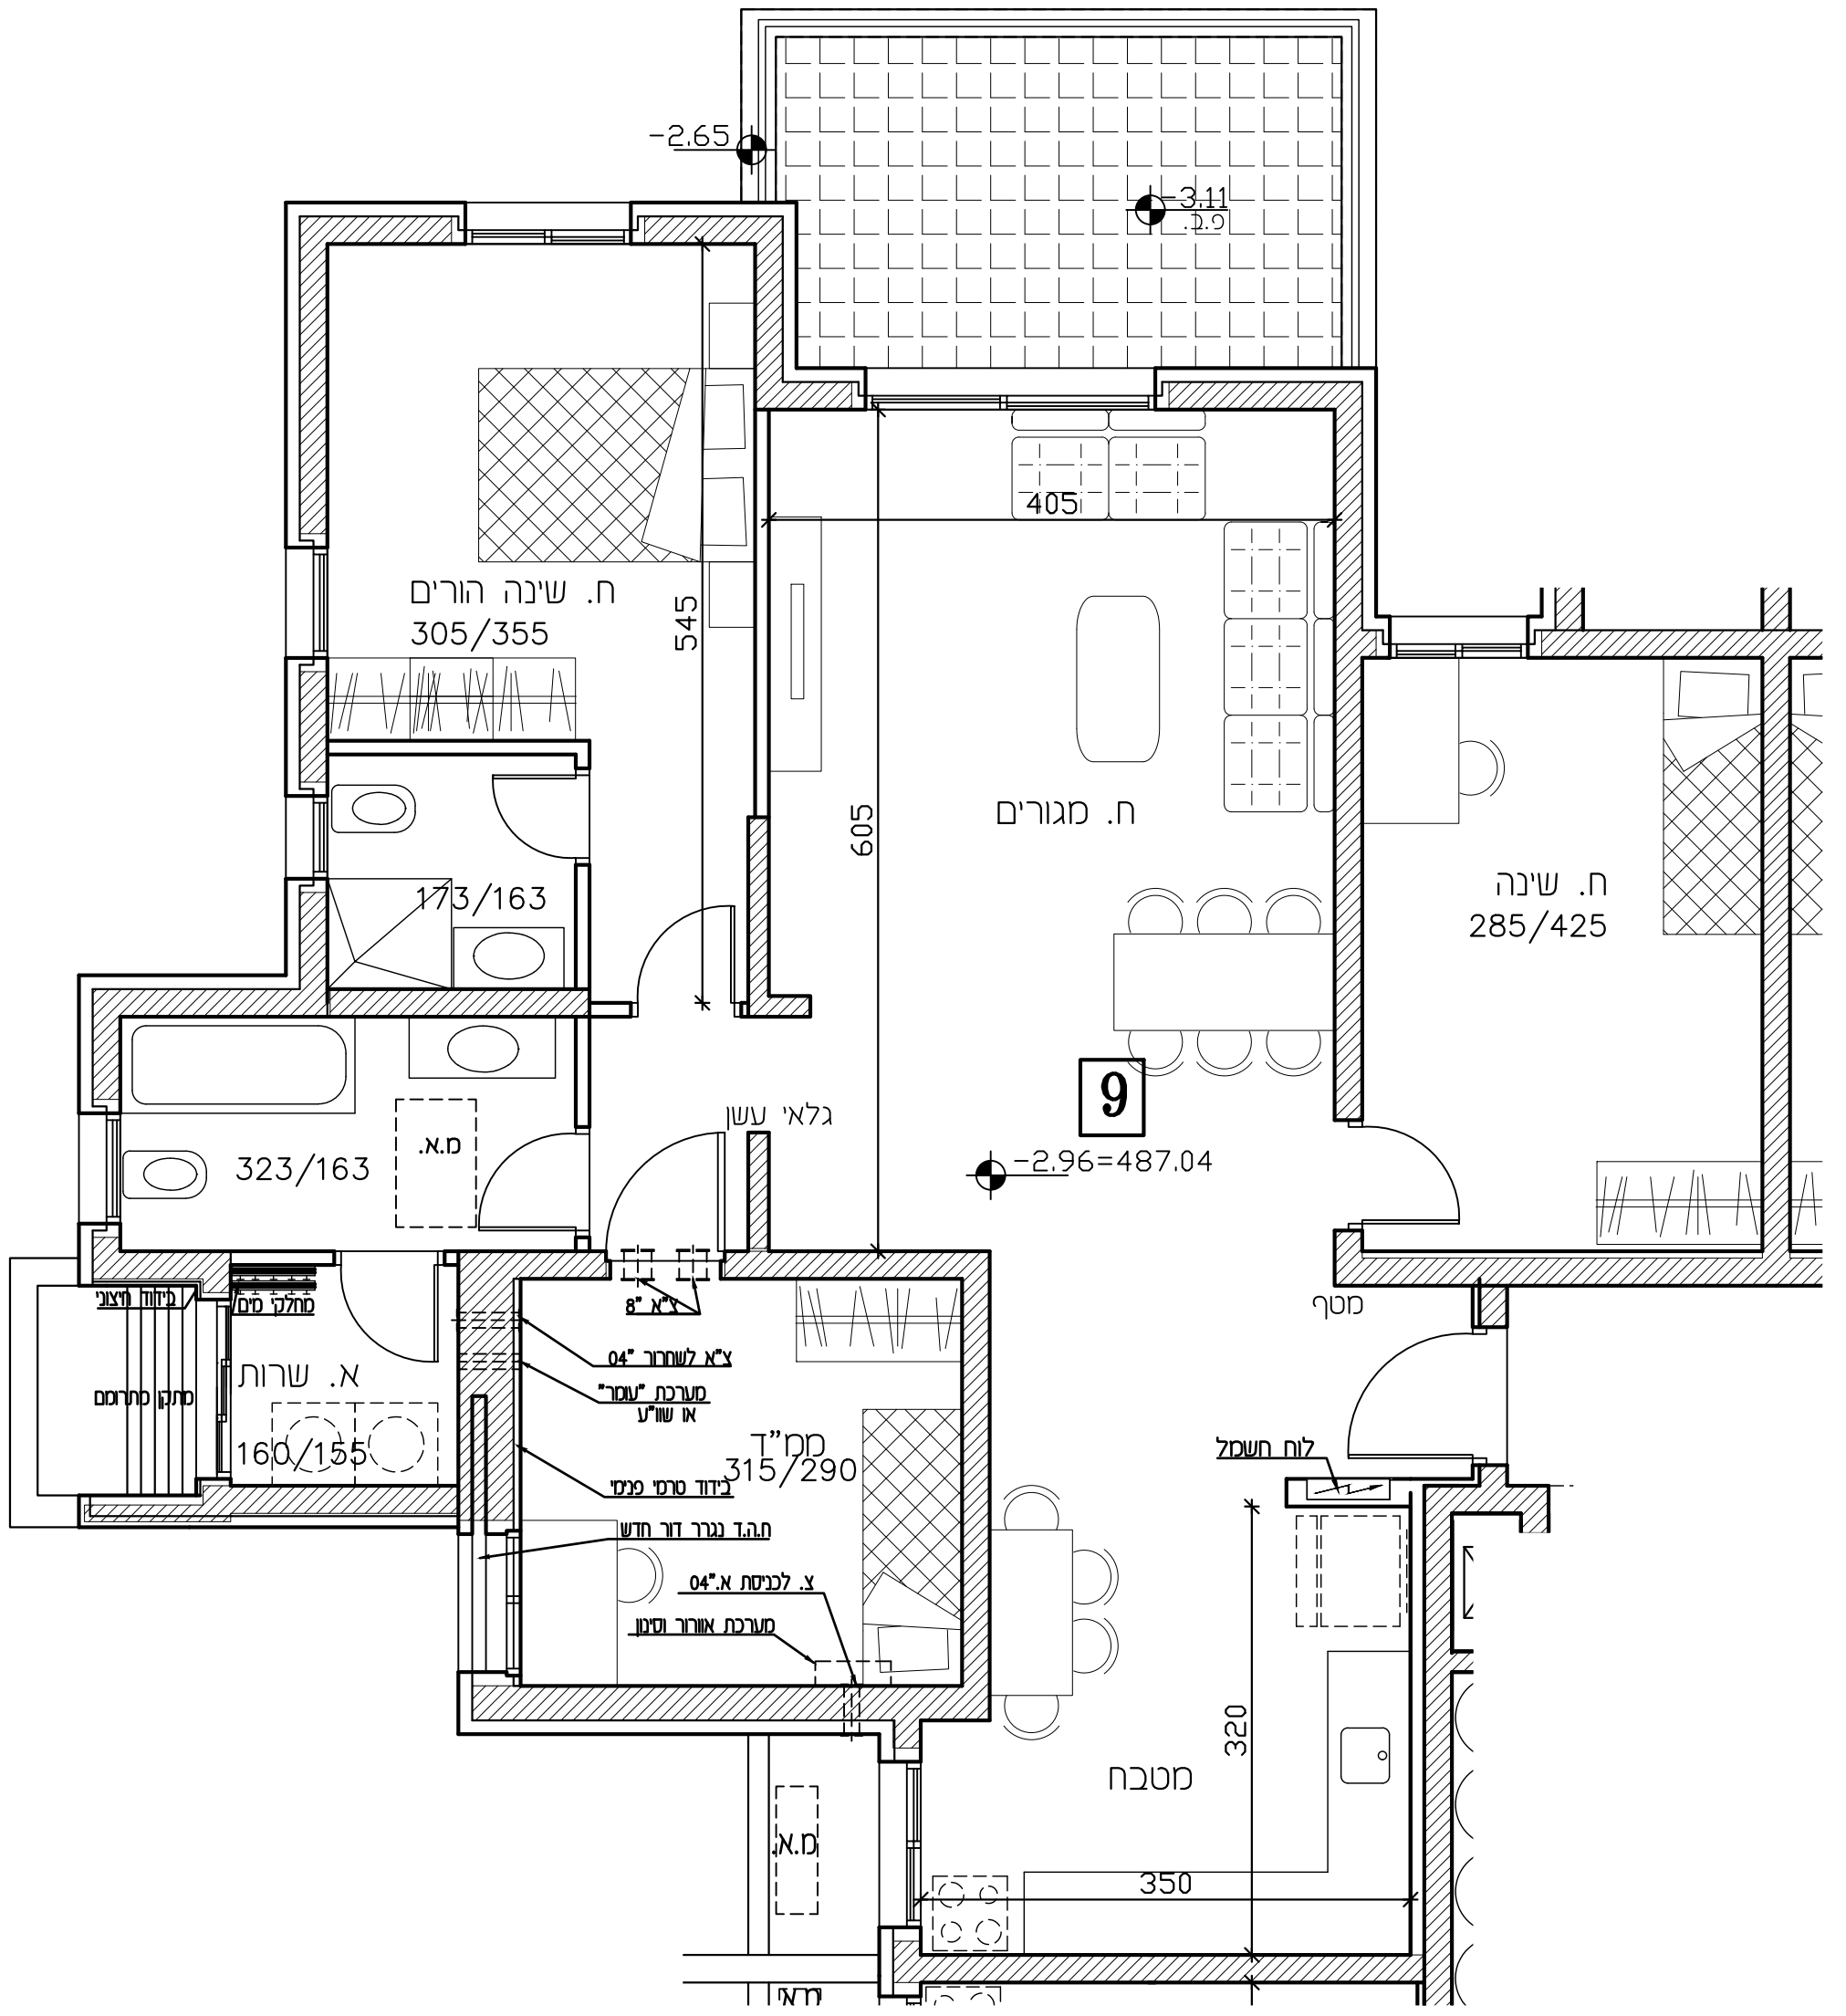 -2.65
-3.11
פ.ב.
405
ח. שינה הורים
305/355
545
ח. מגורים
605
ח. שינה
285/425
173/163
9
גלאי עשן
מ.א.
323/163
-2.96=487.04
בידוד חיצוני
מחלקי מים
צ"א "8
מטף
צ"א לשחרור "04
א. שרות
מתקן מתרומם
מערכת "עומר"
או שוו"ע
160/155
ממ"ד
315/290
לוח חשמל
בידוד טרמי פנימי
ח.ה.ד נגרר דור חדש
צ. לכניסת א."04
מערכת אוורור וסינון
320
מטבח
מ.א.
350
מ.א.